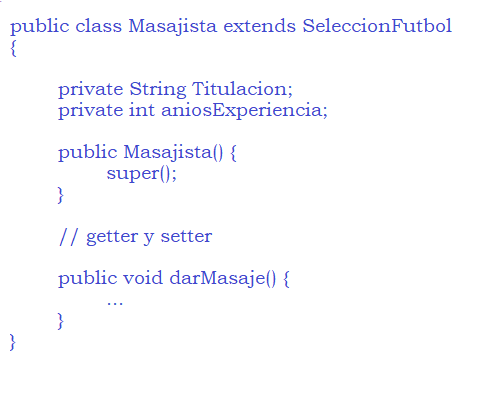 public class Masajista extends SeleccionFutbol
{
private String Titulacion;
private int aniosExperiencia;
public Masajista() {
super();
}
// getter y setter
public void darMasaje() {
...
}
}